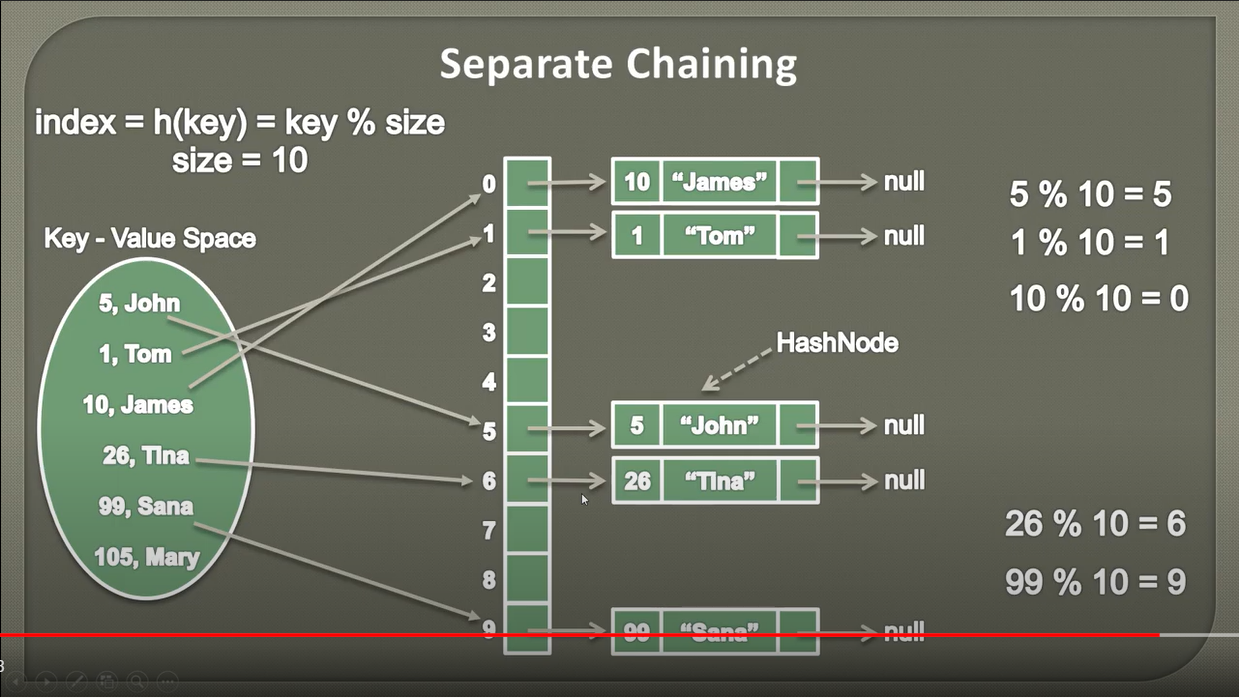 Separate Chaining
index = h(key) = key % size
size = 10
Key - Value Space
5, John
1, Tom
10, James
26, TIna
99, Sana
105, Mary
0
1
2
3
4
5
6
7
8
9
10 “James” null
1 “Tom” null
HashNode
5 “John” null
26 “TIna” null
99 “Sana” null
5 % 10 = 5
1 % 10 = 1
10 % 10 = 0
26 % 10 = 6
99 % 10 = 9
3